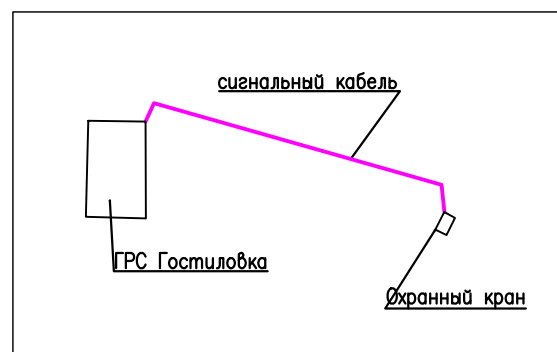 сигнальный кабель
ГРС Гостиловка
Охранный кран